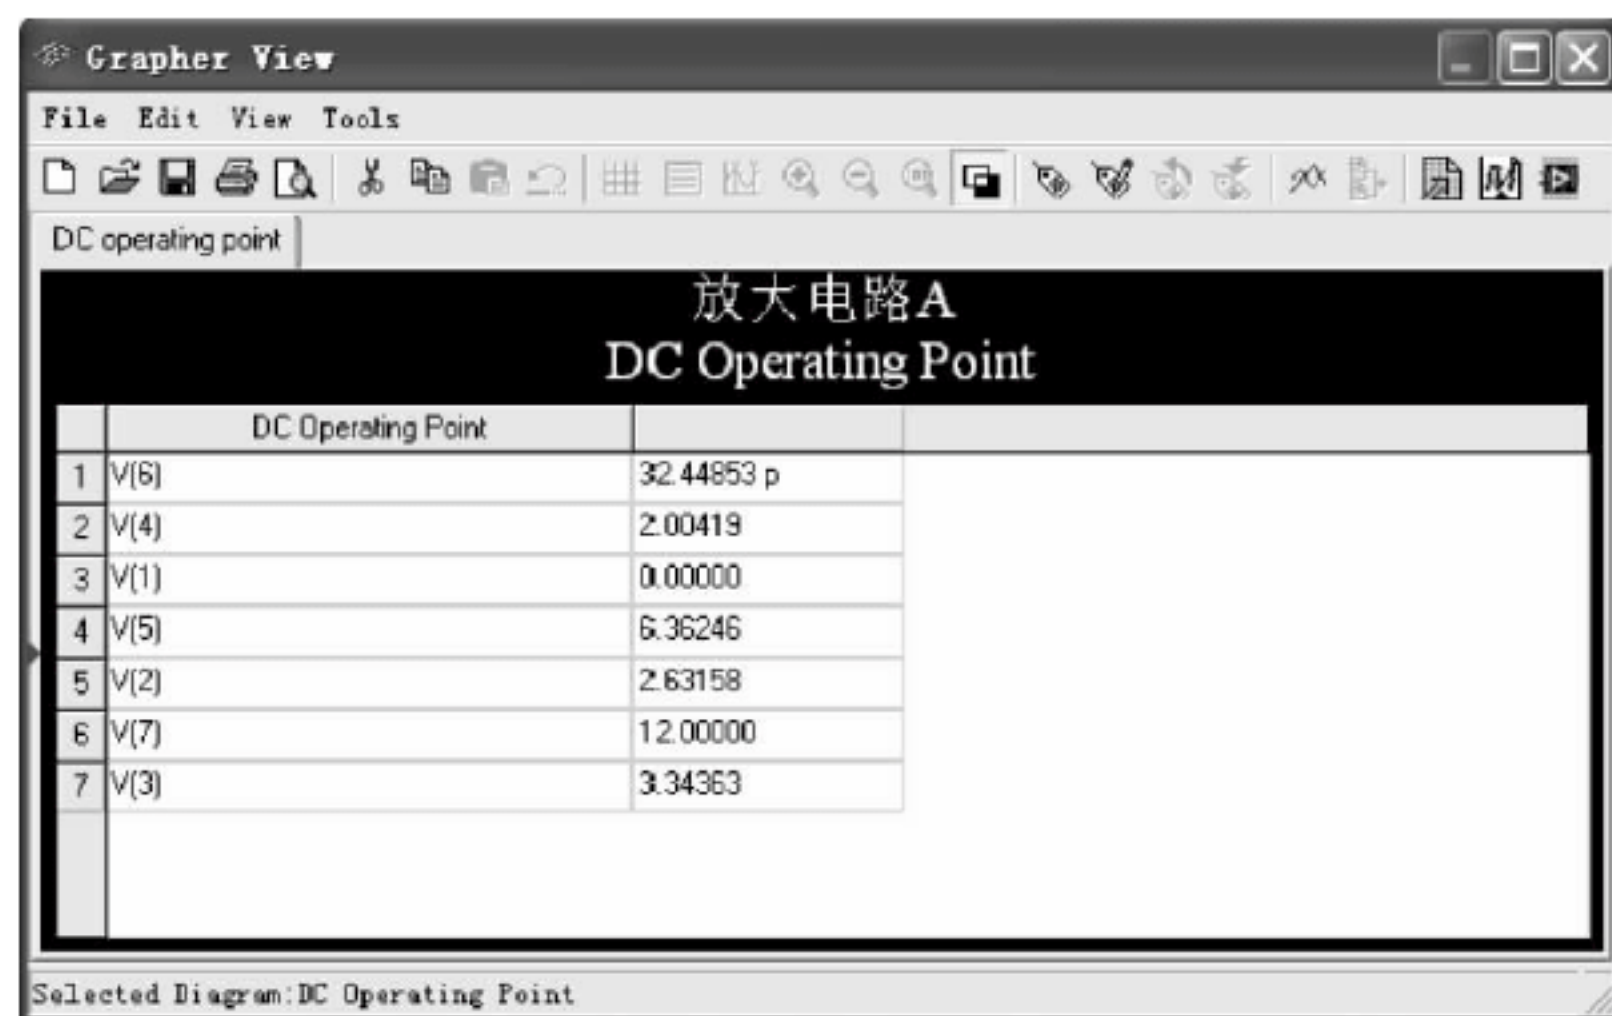 Grapher View
File Edit View Tools
DC operating point
放大电路A
DC Operating Point
DC Operating Point
1 V(6) 32.44853 p
2 V(4) 2.00419
3 V(1) 0.00000
4 V(5) 6.36246
5 V(2) 2.63158
6 V(7) 12.00000
7 V(3) 3.34363
Selected Diagram:DC Operating Point